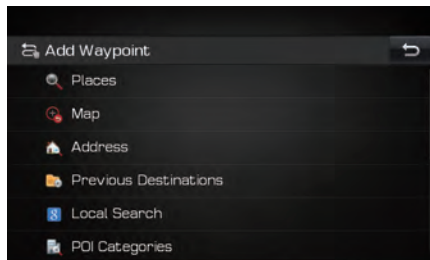 Add Waypoint
Places
Map
Address
Previous Destinations
Local Search
POI Categories